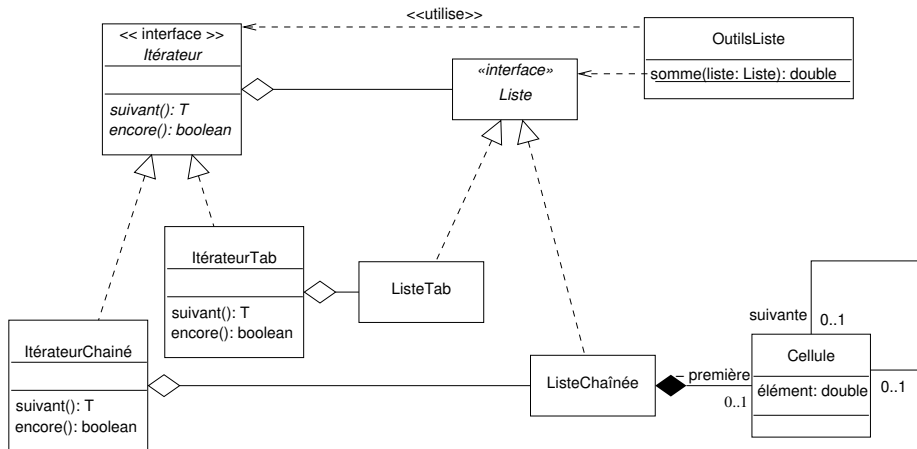 <<utilise>>
<< interface >>
Itérateur
suivant(): T
encore(): boolean
«interface»
Liste
OutilsListe
somme(liste: Liste): double
ItérateurTab
suivant(): T
encore(): boolean
ListeTab
ItérateurChainé
suivant(): T
encore(): boolean
ListeChaînée
– première
0..1
suivante
0..1
Cellule
élément: double
0..1